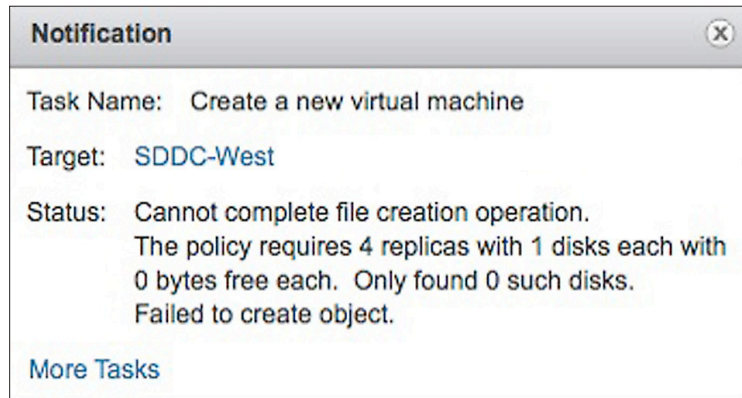 Notification
Task Name: Create a new virtual machine
Target: SDDC-West
Status: Cannot complete file creation operation.
The policy requires 4 replicas with 1 disks each with
0 bytes free each. Only found 0 such disks.
Failed to create object.
More Tasks